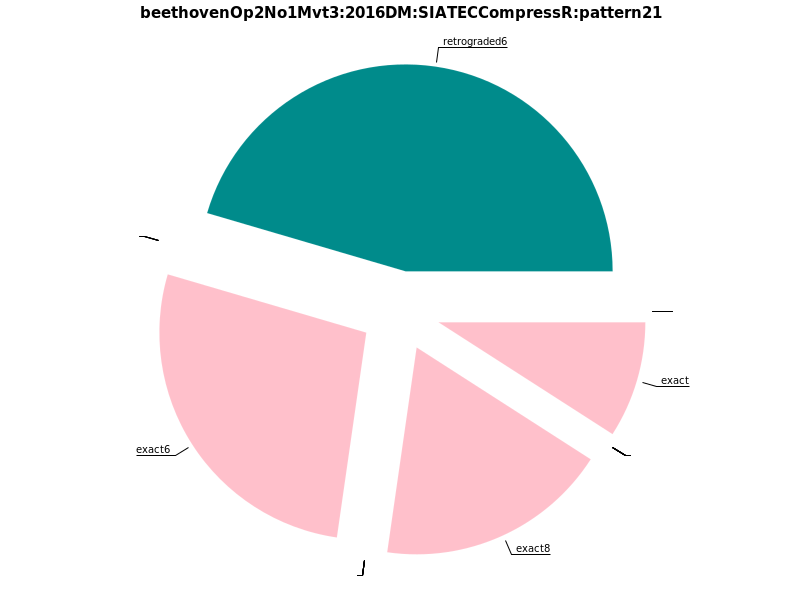 beethovenOp2No1Mvt3:2016DM:SIATECCompressR:pattern21
retrograded6
exact
exact6
exact8